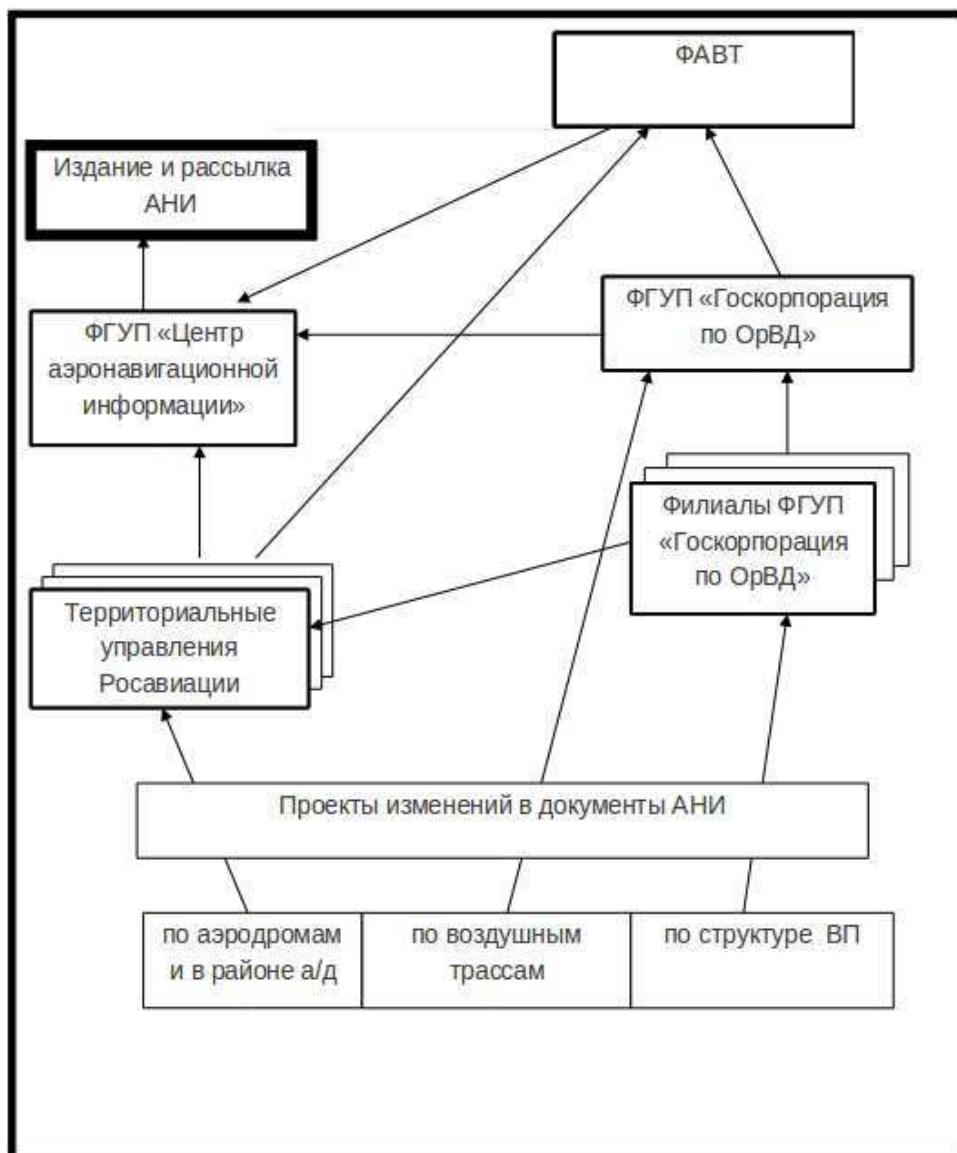 ФАВТ
Издание и рассылка
АНИ
ФГУП «Центр
аэронавигационной
информации»
ФГУП «Госкорпорация
по ОрВД»
Филиалы ФГУП
«Госкорпорация
по ОрВД»
Территориальные
управления
Росавиации
Проекты изменений в документы АНИ
по аэродромам
и в районе а/д
по воздушным
трассам
по структуре ВП